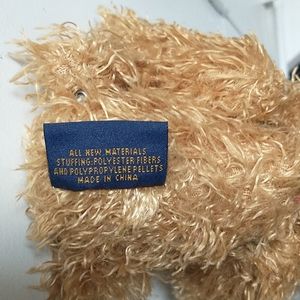 ALL NEW MATERIALS
STUFFING:POLYESTER FIBERS
AND POLYPROPYLENE PELLETS
MADE IN CHINA